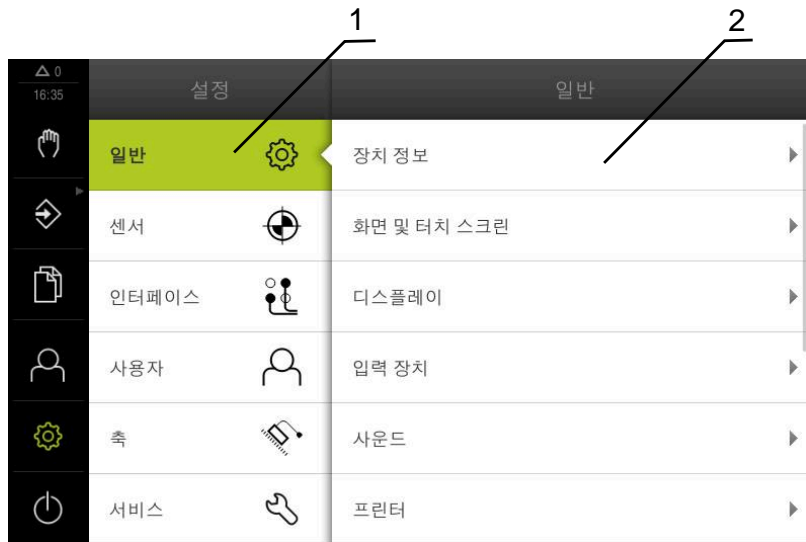 1
2
0
16:35
설정
일반
일반
센서
인터페이스
사용자
축
서비스
장치 정보
화면 및 터치 스크린
디스플레이
입력 장치
사운드
프린터